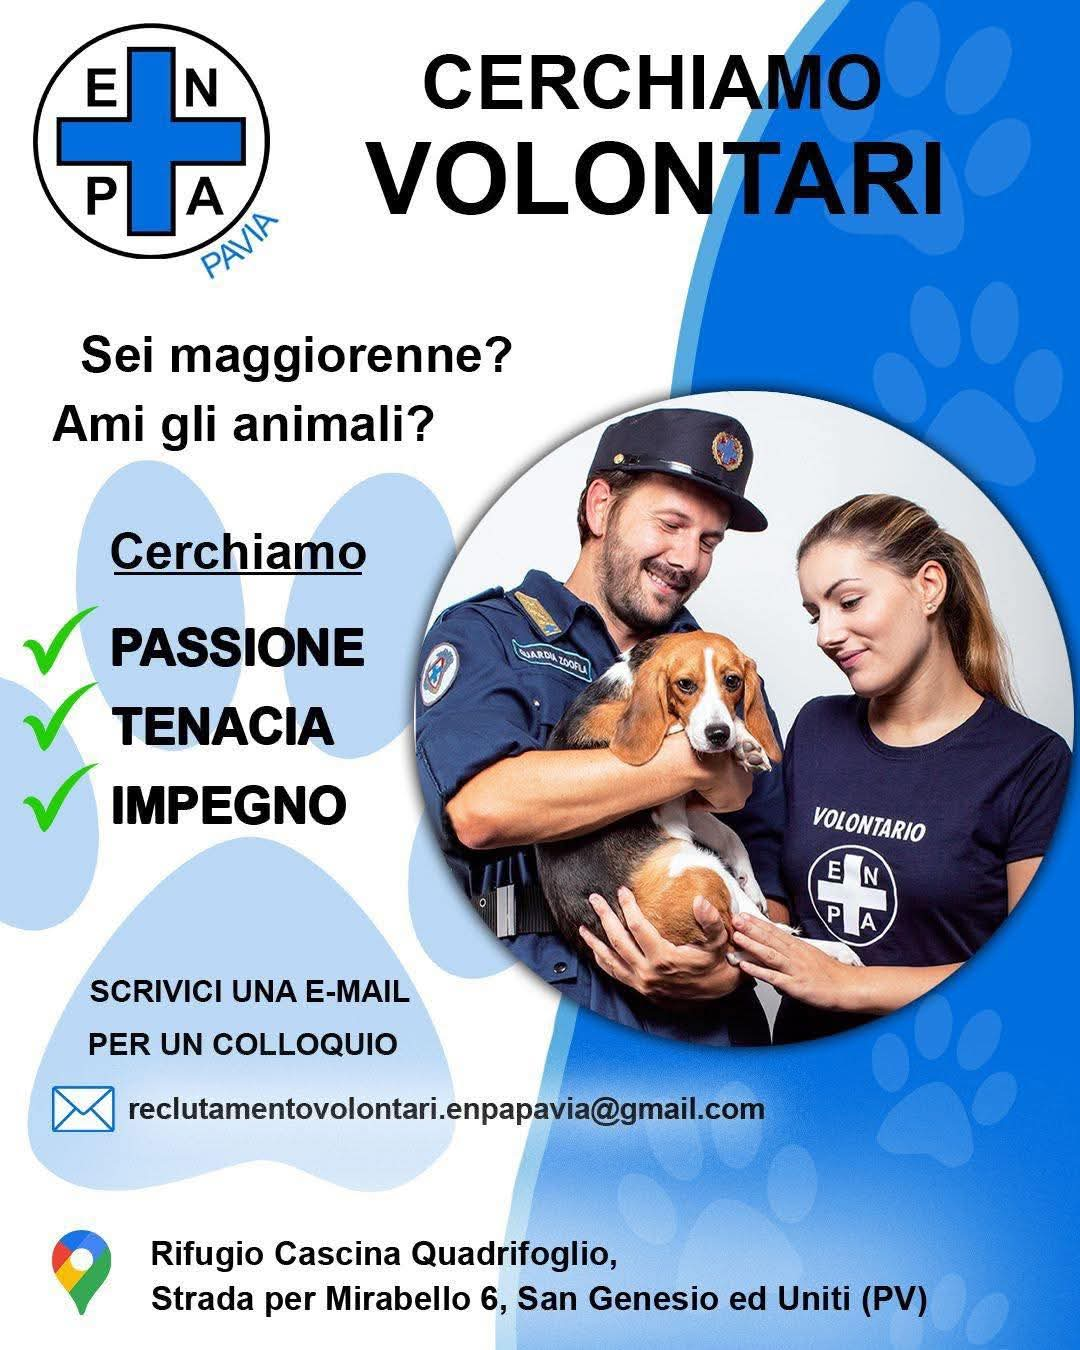 E N
P A
PAVIA
CERCHIAMO
VOLONTARI
Sei maggiorenne?
Ami gli animali?
Cerchiamo
PASSIONE
TENACIA
IMPEGNO
GUARDIA ZOOFILA
VOLONTARIO
E N
P A
SCRIVICI UNA E-MAIL
PER UN COLLOQUIO
reclutamentovolontari.enpapavia@gmail.com
Rifugio Cascina Quadrifoglio,
Strada per Mirabello 6, San Genesio ed Uniti (PV)